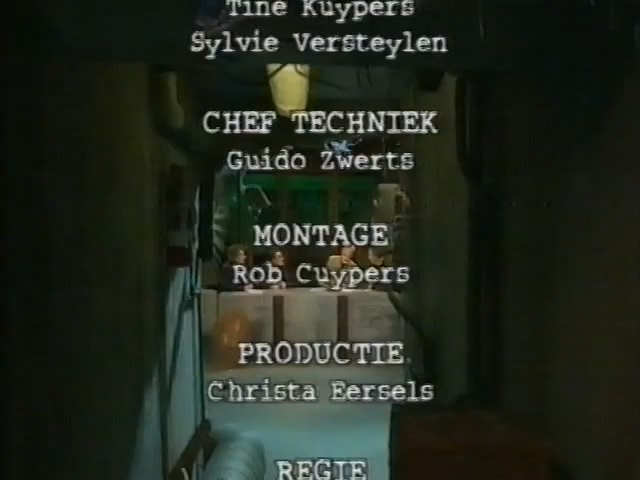 Tine Kuypers
Sylvie Versteylen
CHEF TECHNIEK
Guido Zwerts
MONTAGE
Rob Cuypers
PRODUCTIE
Christa Eersels
REGIE